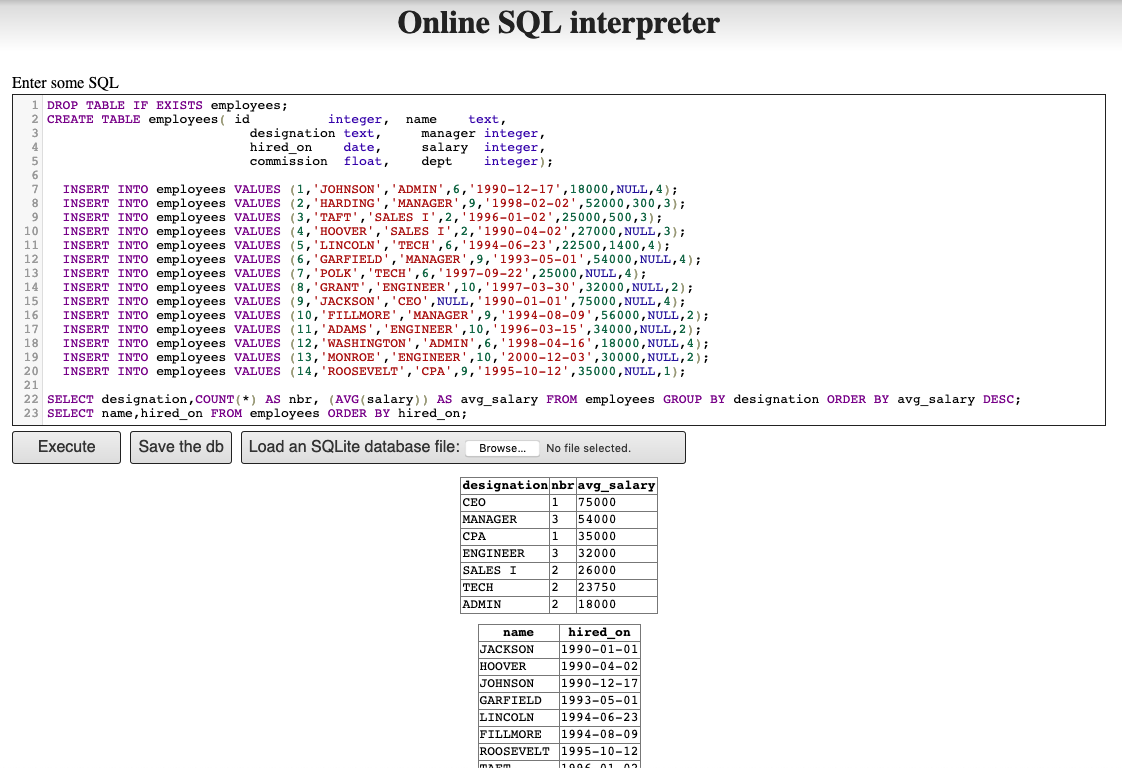 Online SQL interpreter
Enter some SQL
1 DROP TABLE IF EXISTS employees;
2 CREATE TABLE employees( id          integer,  name    text,
3                           designation text,     manager integer,
4                           hired_on    date,     salary  integer,
5                           commission  float,    dept    integer);
6
7   INSERT INTO employees VALUES (1,'JOHNSON','ADMIN',6,'1990-12-17',18000,NULL,4);
8   INSERT INTO employees VALUES (2,'HARDING','MANAGER',9,'1998-02-02',52000,300,3);
9   INSERT INTO employees VALUES (3,'TAFT','SALES I',2,'1996-01-02',25000,500,3);
10   INSERT INTO employees VALUES (4,'HOOVER','SALES I',2,'1990-04-02',27000,NULL,3);
11   INSERT INTO employees VALUES (5,'LINCOLN','TECH',6,'1994-06-23',22500,1400,4);
12   INSERT INTO employees VALUES (6,'GARFIELD','MANAGER',9,'1993-05-01',54000,NULL,4);
13   INSERT INTO employees VALUES (7,'POLK','TECH',6,'1997-09-22',25000,NULL,4);
14   INSERT INTO employees VALUES (8,'GRANT','ENGINEER',10,'1997-03-30',32000,NULL,2);
15   INSERT INTO employees VALUES (9,'JACKSON','CEO',NULL,'1990-01-01',75000,NULL,4);
16   INSERT INTO employees VALUES (10,'FILLMORE','MANAGER',9,'1994-08-09',56000,NULL,2);
17   INSERT INTO employees VALUES (11,'ADAMS','ENGINEER',10,'1996-03-15',34000,NULL,2);
18   INSERT INTO employees VALUES (12,'WASHINGTON','ADMIN',6,'1998-04-16',18000,NULL,4);
19   INSERT INTO employees VALUES (13,'MONROE','ENGINEER',10,'2000-12-03',30000,NULL,2);
20   INSERT INTO employees VALUES (14,'ROOSEVELT','CPA',9,'1995-10-12',35000,NULL,1);
21
22 SELECT designation,COUNT(*) AS nbr, (AVG(salary)) AS avg_salary FROM employees GROUP BY designation ORDER BY avg_salary DESC;
23 SELECT name,hired_on FROM employees ORDER BY hired_on;
Execute Save the db Load an SQLite database file: Browse... No file selected.
designation nbr avg_salary
CEO 1 75000
MANAGER 3 54000
CPA 1 35000
ENGINEER 3 32000
SALES I 2 26000
TECH 2 23750
ADMIN 2 18000
name hired_on
JACKSON 1990-01-01
HOOVER 1990-04-02
JOHNSON 1990-12-17
GARFIELD 1993-05-01
LINCOLN 1994-06-23
FILLMORE 1994-08-09
ROOSEVELT 1995-10-12
TAFT 1996-01-02